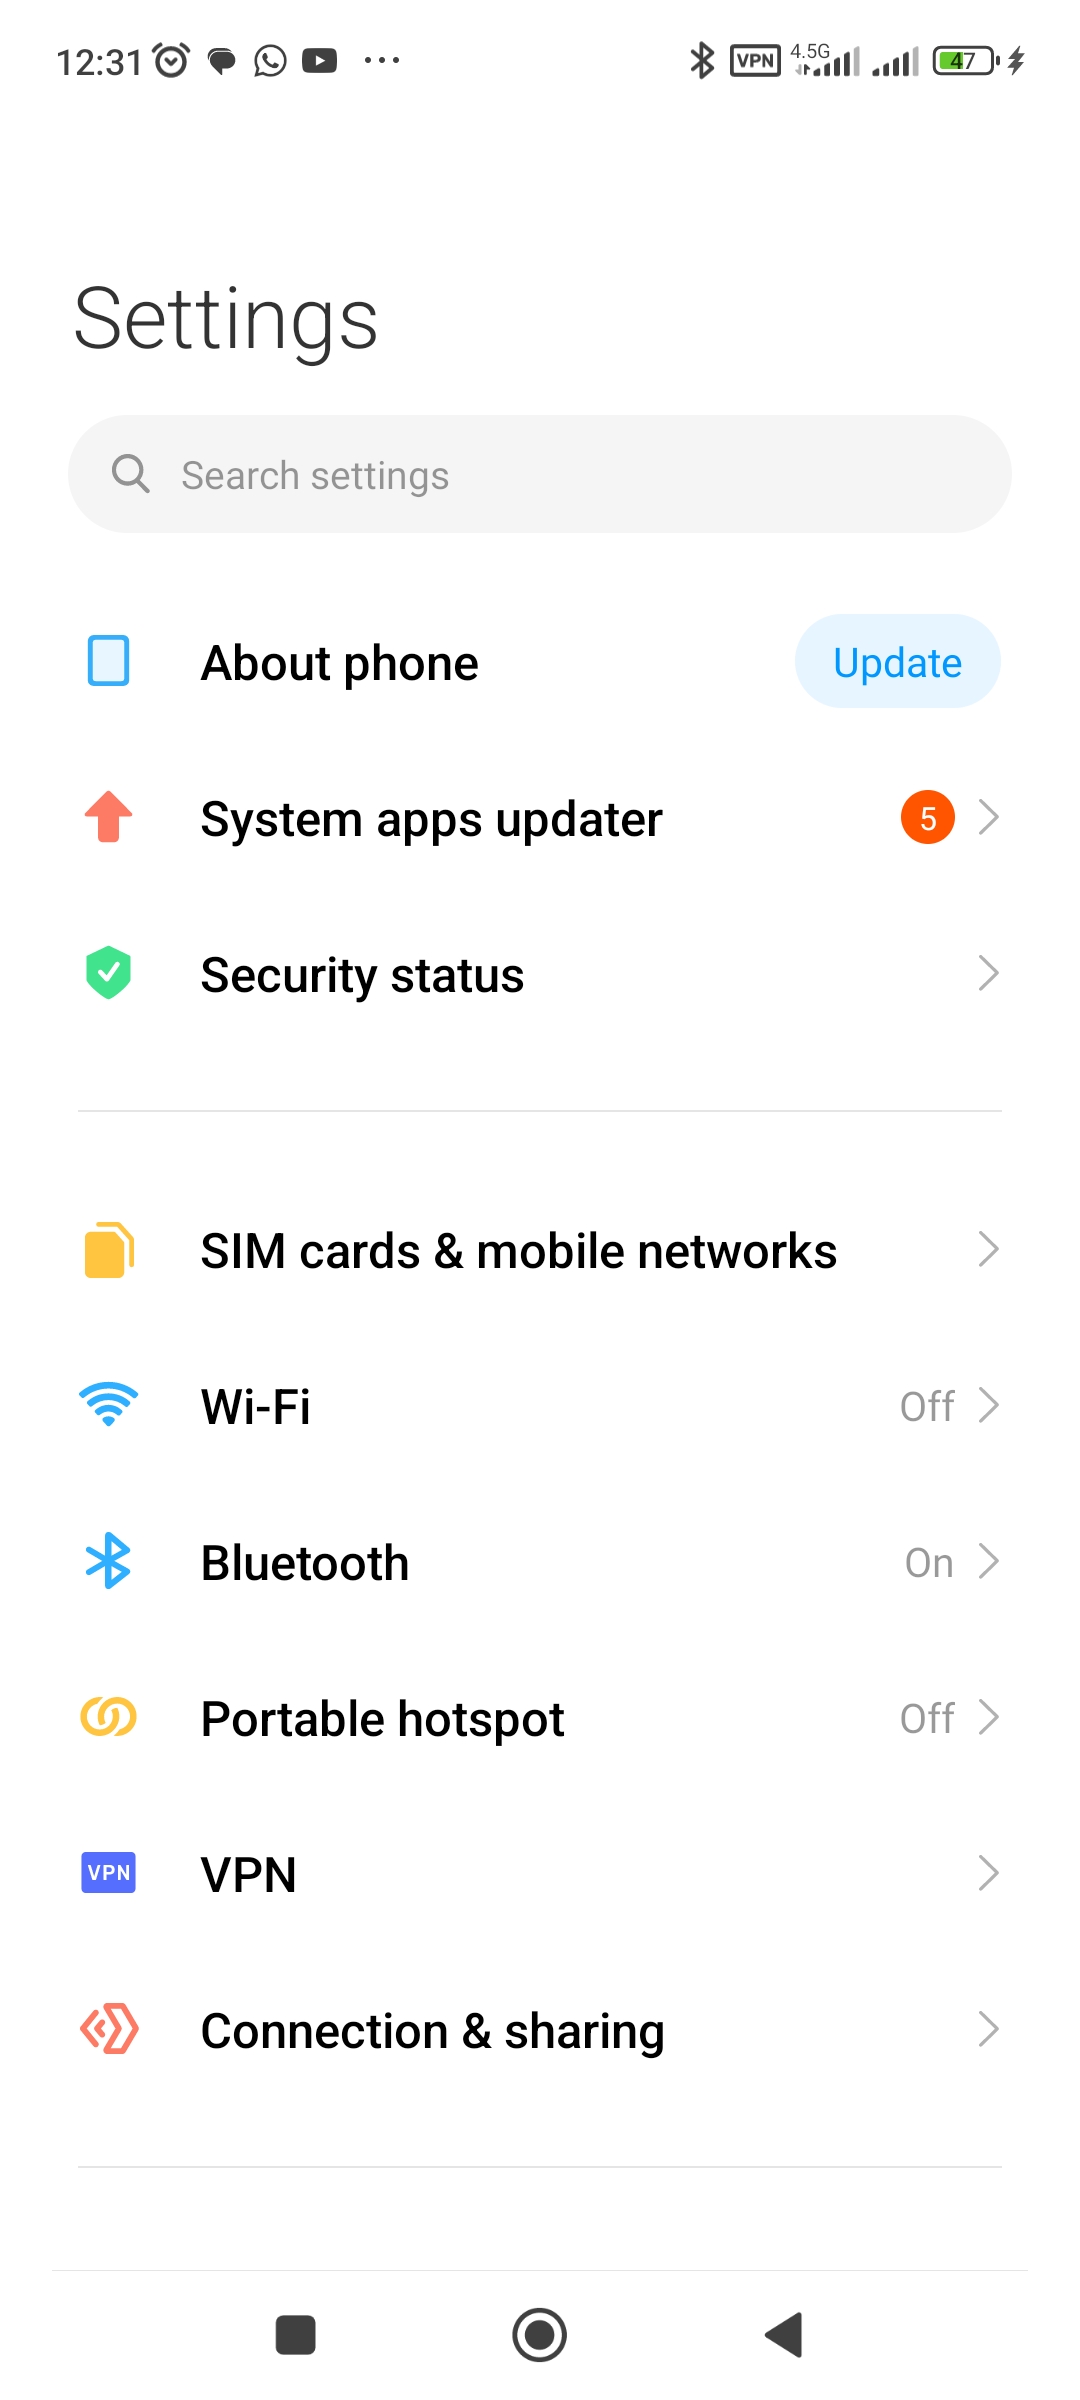 12:31 VPN 4.5G 47
Settings
Search settings
About phone Update
System apps updater 5
Security status
SIM cards & mobile networks
Wi-Fi Off
Bluetooth On
Portable hotspot Off
VPN VPN
Connection & sharing